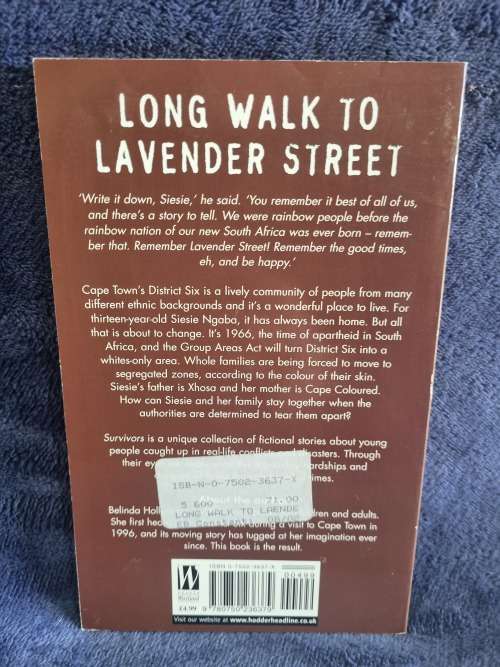 LONG WALK TO
LAVENDER STREET
'Write it down, Siesie,' he said. 'You remember it best of all of us,
and there's a story to tell. We were rainbow people before the
rainbow nation of our new South Africa was ever born – remem-
ber that. Remember Lavender Street! Remember the good times,
eh, and be happy.'
Cape Town's District Six is a lively community of people from many
different ethnic backgrounds and it's a wonderful place to live. For
thirteen-year-old Siesie Ngaba, it has always been home. But all
that is about to change. It's 1966, the time of apartheid in South
Africa, and the Group Areas Act will turn District Six into a
whites-only area. Whole families are being forced to move to
segregated zones, according to the colour of their skin.
Siesie's father is Xhosa and her mother is Cape Coloured.
How can Siesie and her family stay together when the
authorities are determined to tear them apart?
Survivors is a unique collection of fictional stories about young
people caught up in real-life conflicts disasters. Through
their
ISB-N-0-7502-3637-X
5 600 71.00
LONG WALK TO LAENDE
Belinda and adults.
She first during a visit to Cape Town in
1996, and its moving story has tugged at her imagination ever
since. This book is the result.
ISBN 0-7502-3637-X
00499
£4.99
9 780750 236379
Visit our website at www.hodderheadline.co.uk